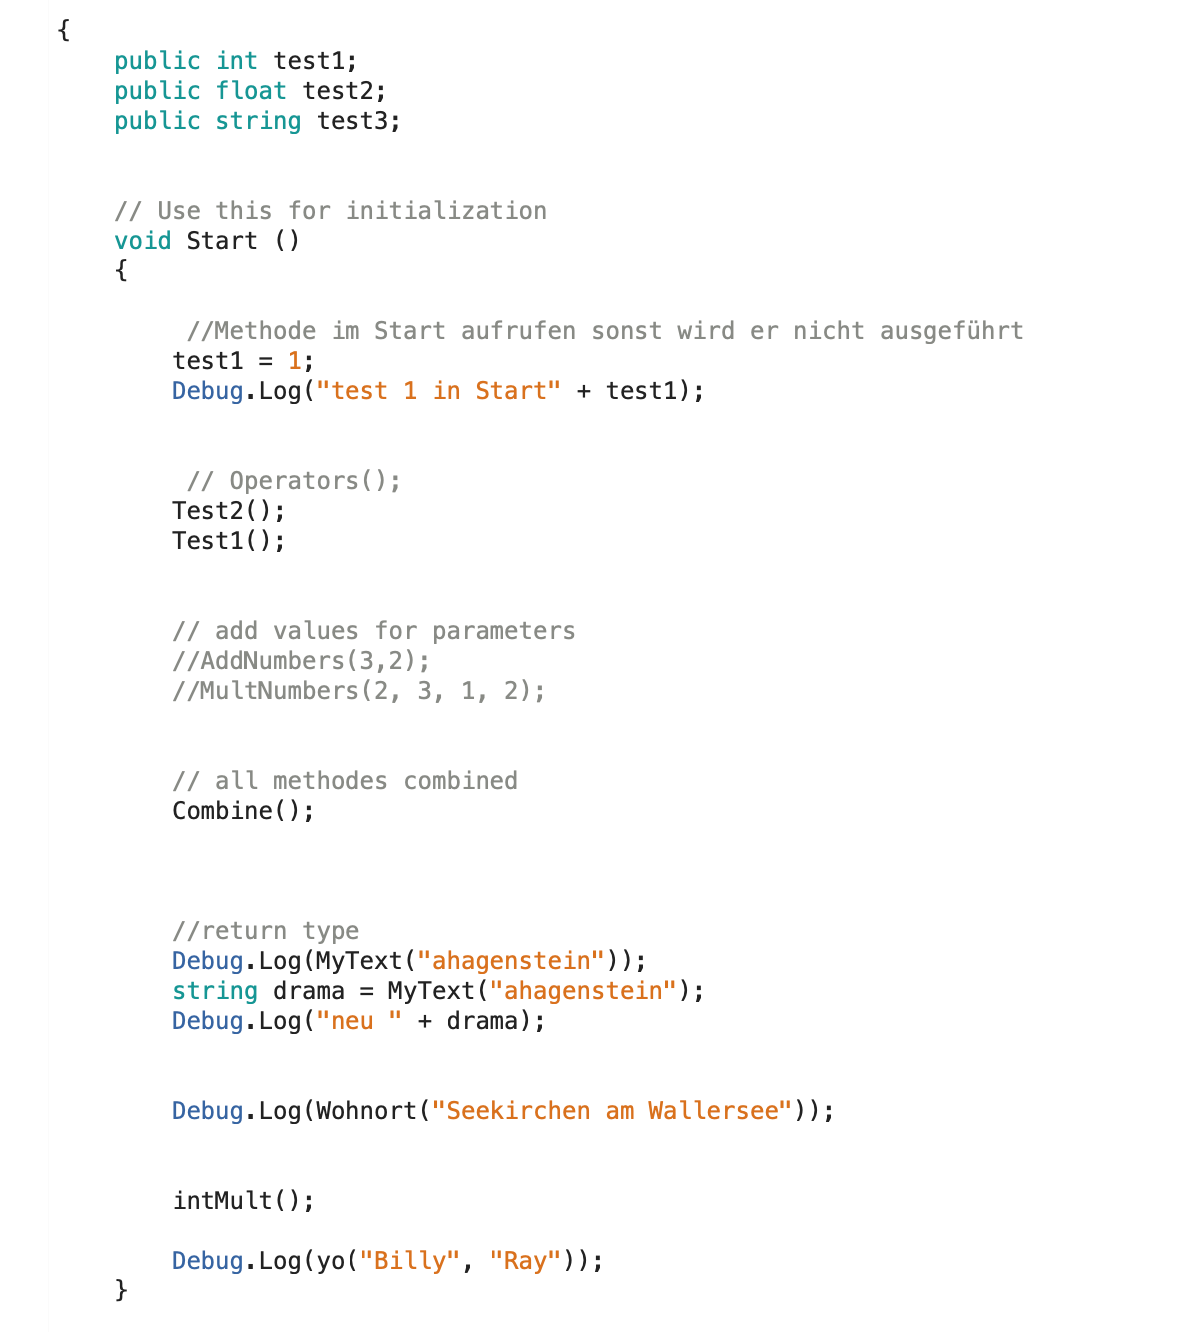 {
public int test1;
public float test2;
public string test3;
// Use this for initialization
void Start ()
{
//Methode im Start aufrufen sonst wird er nicht ausgeführt
test1 = 1;
Debug.Log("test 1 in Start" + test1);
// Operators();
Test2();
Test1();
// add values for parameters
//AddNumbers(3,2);
//MultNumbers(2, 3, 1, 2);
// all methodes combined
Combine();
//return type
Debug.Log(MyText("ahagenstein"));
string drama = MyText("ahagenstein");
Debug.Log("neu " + drama);
Debug.Log(Wohnort("Seekirchen am Wallersee"));
intMult();
Debug.Log(yo("Billy", "Ray"));
}